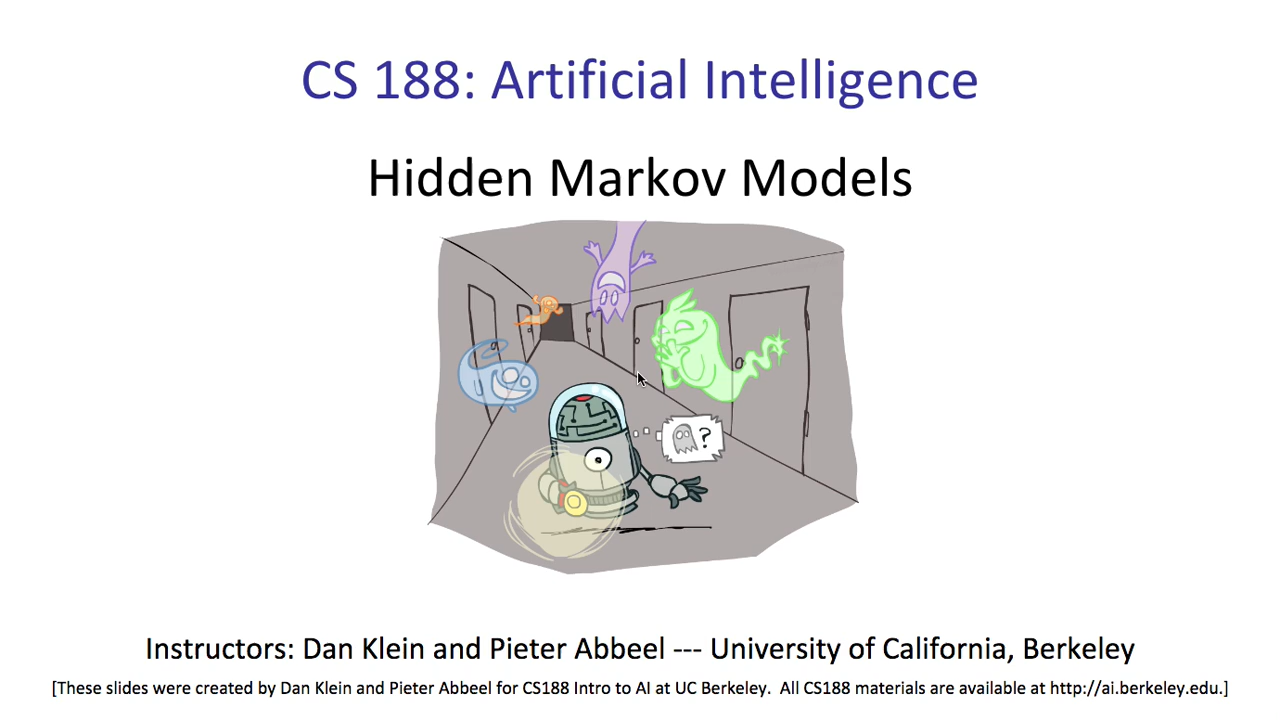 CS 188: Artificial Intelligence
Hidden Markov Models
?
Instructors: Dan Klein and Pieter Abbeel --- University of California, Berkeley
[These slides were created by Dan Klein and Pieter Abbeel for CS188 Intro to AI at UC Berkeley.  All CS188 materials are available at http://ai.berkeley.edu.]